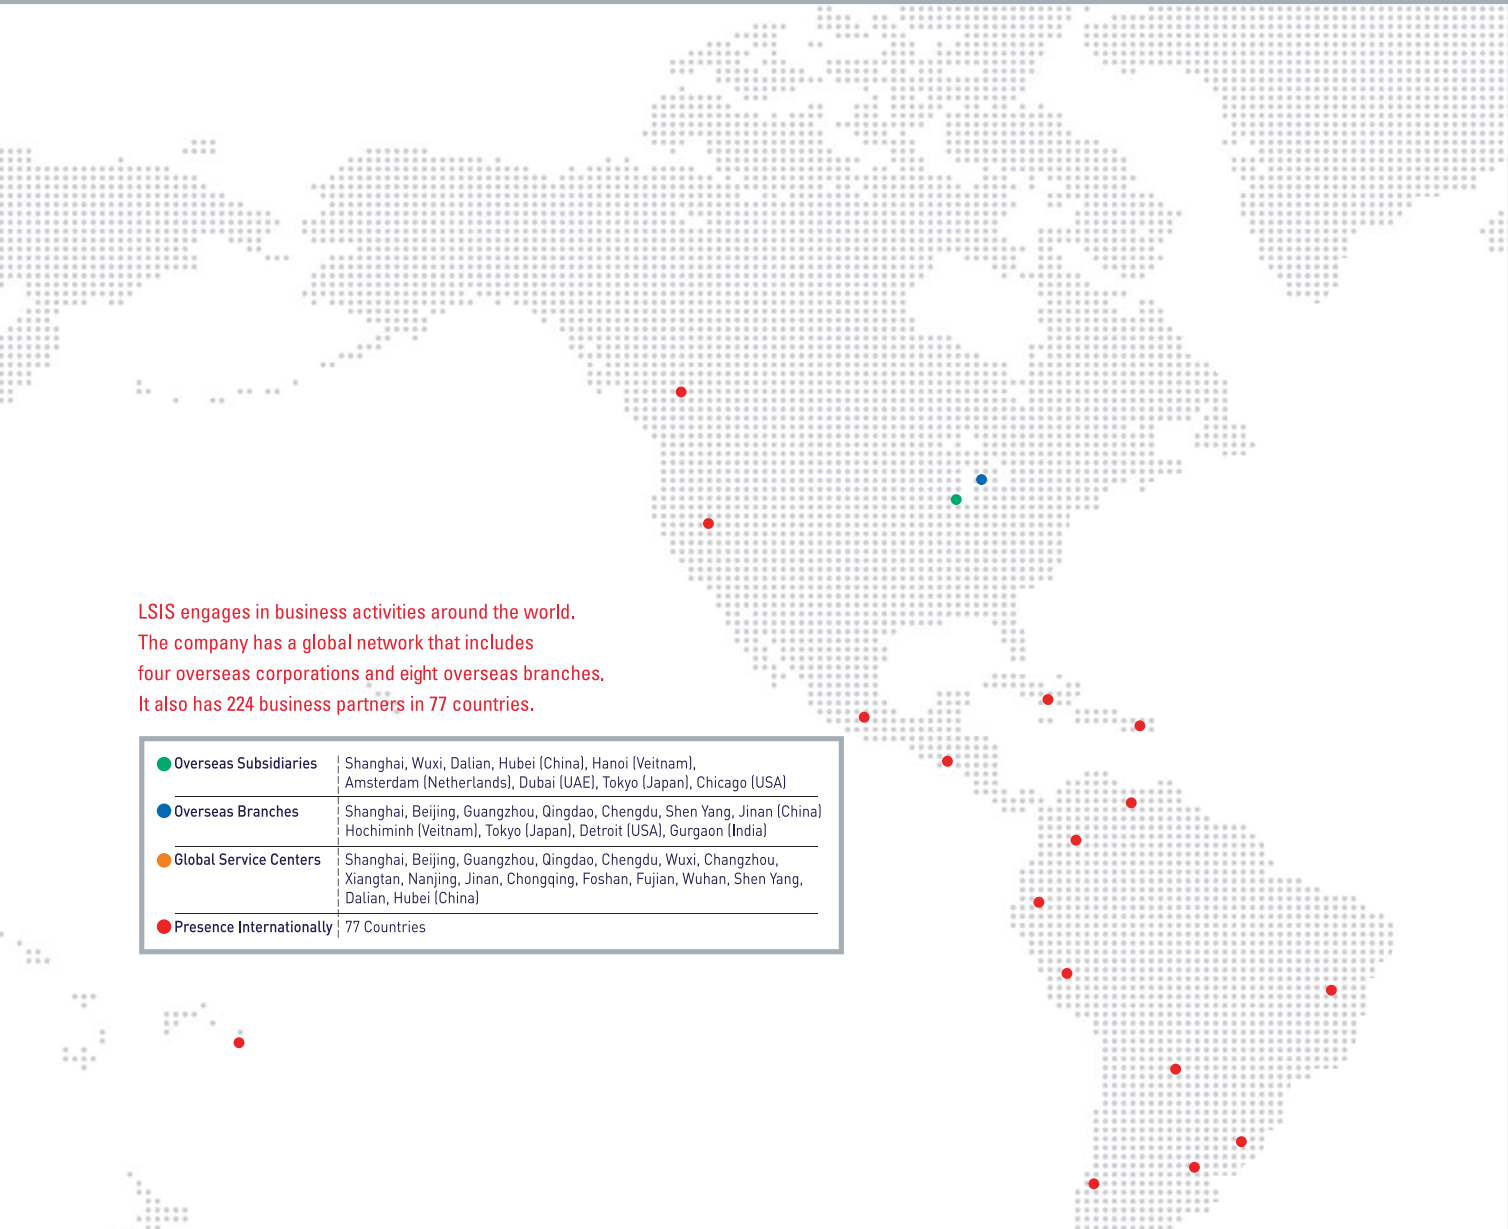 LSIS engages in business activities around the world.
The company has a global network that includes
four overseas corporations and eight overseas branches.
It also has 224 business partners in 77 countries.
Overseas Subsidiaries
Shanghai, Wuxi, Dalian, Hubei (China), Hanoi (Veitnam),
Amsterdam (Netherlands), Dubai (UAE), Tokyo (Japan), Chicago (USA)
Overseas Branches
Shanghai, Beijing, Guangzhou, Qingdao, Chengdu, Shen Yang, Jinan (China)
Hochiminh (Veitnam), Tokyo (Japan), Detroit (USA), Gurgaon (India)
Global Service Centers
Shanghai, Beijing, Guangzhou, Qingdao, Chengdu, Wuxi, Changzhou,
Xiangtan, Nanjing, Jinan, Chongqing, Foshan, Fujian, Wuhan, Shen Yang,
Dalian, Hubei (China)
Presence Internationally
77 Countries